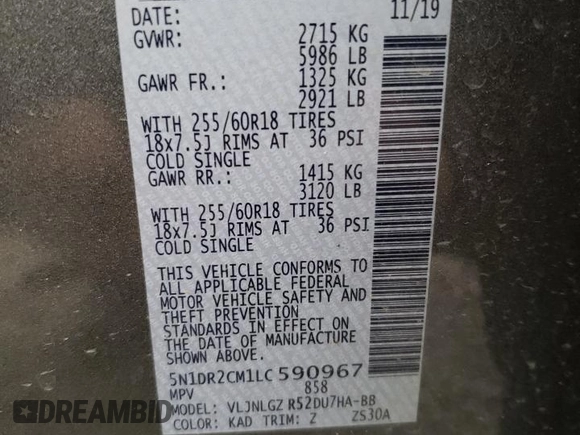 DATE: 11/19
GVWR: 2715 KG
5986 LB
GAWR FR.: 1325 KG
2921 LB
WITH 255/60R18 TIRES
18x7.5J RIMS AT 36 PSI
COLD SINGLE
GAWR RR.: 1415 KG
3120 LB
WITH 255/60R18 TIRES
18x7.5J RIMS AT 36 PSI
COLD SINGLE
THIS VEHICLE CONFORMS TO
ALL APPLICABLE FEDERAL
MOTOR VEHICLE SAFETY AND
THEFT PREVENTION
STANDARDS IN EFFECT ON
THE DATE OF MANUFACTURE
SHOWN ABOVE.
5N1DR2CM1LC590967
MPV 858
MODEL: VLJNLGZ R52DU7HA-BB
COLOR: KAD TRIM: Z ZS30A
DidItSell.com
AUTOBIDMASTER